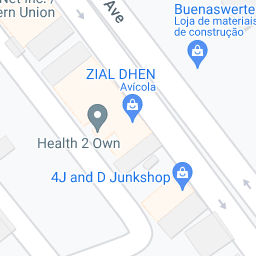 Net Inc. /
ern Union
Ave
ZIAL DHEN
Avícola
Buenaswerte
Loja de materiais
de construção
Health 2 Own
4J and D Junkshop